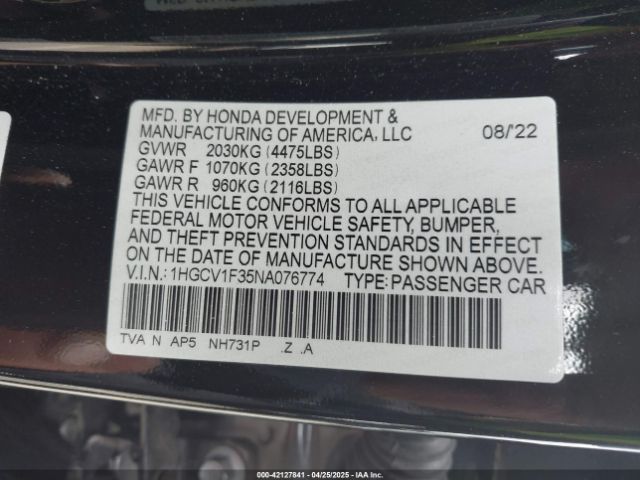 MFD. BY HONDA DEVELOPMENT &
MANUFACTURING OF AMERICA, LLC 08/'22
GVWR 2030KG (4475LBS)
GAWR F 1070KG (2358LBS)
GAWR R 960KG (2116LBS)
THIS VEHICLE CONFORMS TO ALL APPLICABLE
FEDERAL MOTOR VEHICLE SAFETY, BUMPER,
AND THEFT PREVENTION STANDARDS IN EFFECT
ON THE DATE OF MANUFACTURE SHOWN ABOVE.
V.I.N.: 1HGCV1F35NA076774 TYPE: PASSENGER CAR
TVA N AP5 NH731P .Z .A
000-42127841 04/25/2025 IAA Inc.